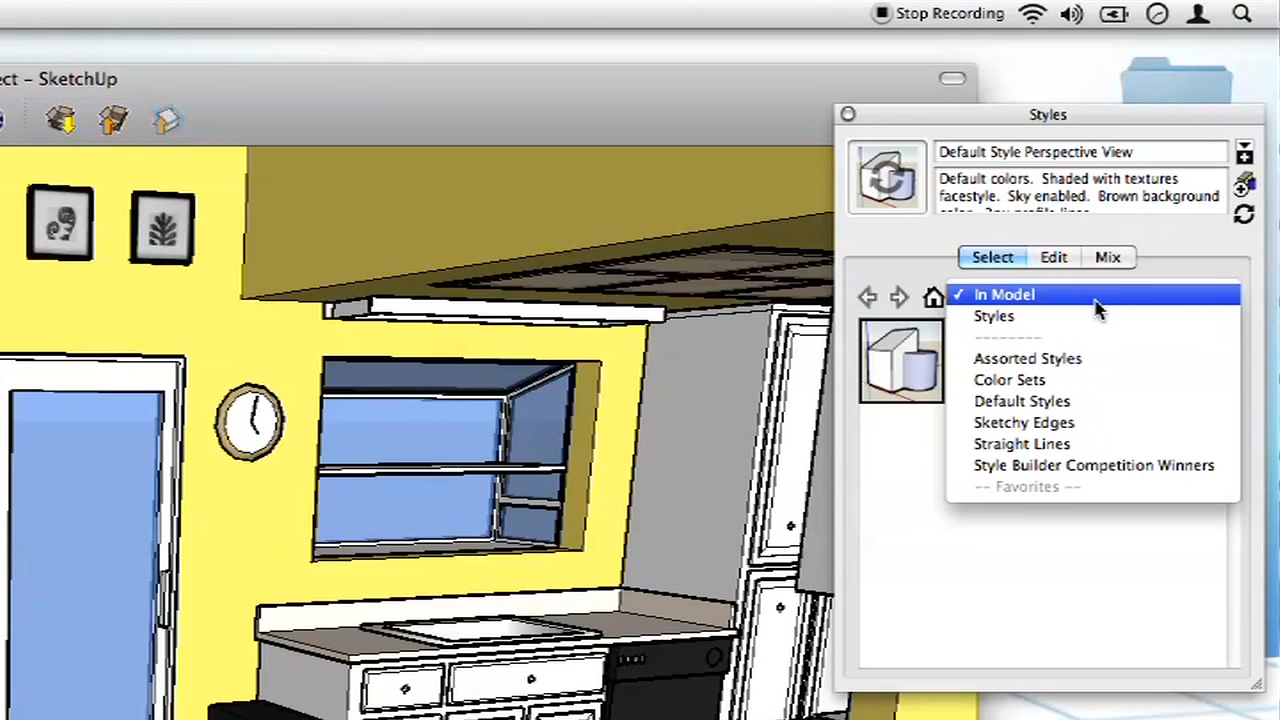 Stop Recording
ect – SketchUp
Styles
Default Style Perspective View
Default colors. Shaded with textures
facestyle. Sky enabled. Brown background
Select Edit Mix
✓ In Model
Styles
--------
Assorted Styles
Color Sets
Default Styles
Sketchy Edges
Straight Lines
Style Builder Competition Winners
-- Favorites --